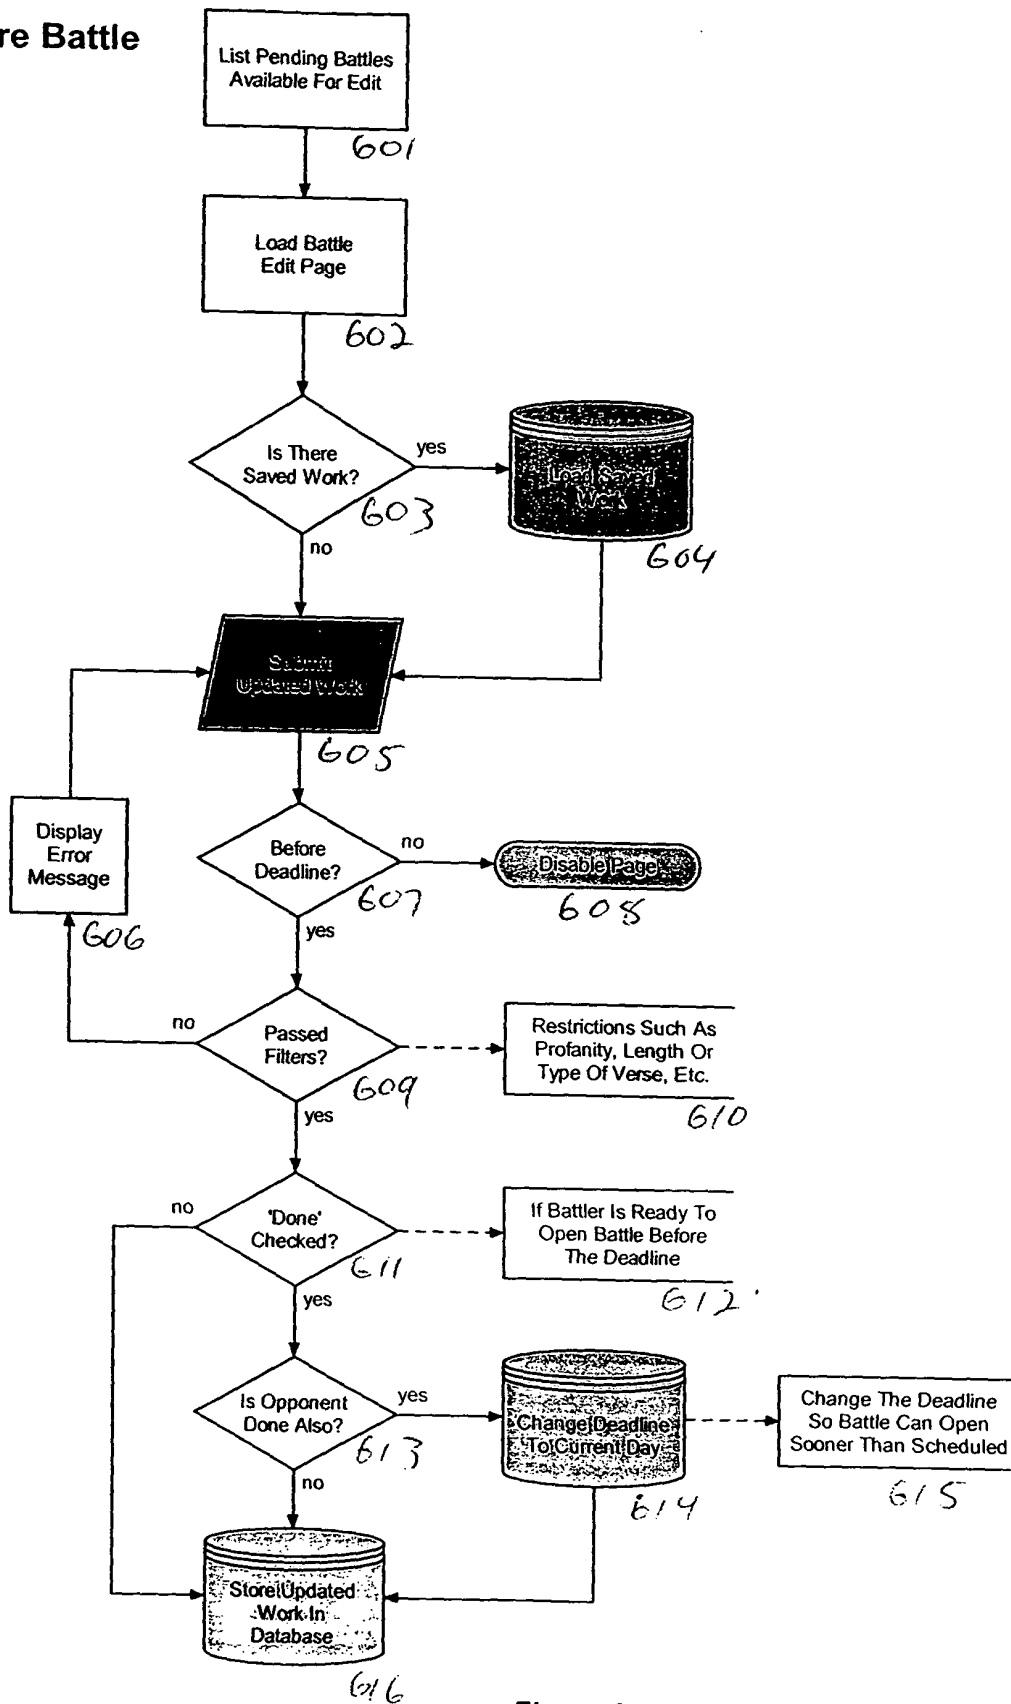 re Battle
List Pending Battles
Available For Edit
601
Load Battle
Edit Page
602
Is There
Saved Work?
yes
603
no
Load Saved
Work
604
Submit
Updated Work
605
Display
Error
Message
606
Before
Deadline?
no
607
yes
Disable Page
608
Passed
Filters?
no
609
yes
Restrictions Such As
Profanity, Length Or
Type Of Verse, Etc.
610
'Done'
Checked?
no
611
yes
If Battler Is Ready To
Open Battle Before
The Deadline
612
Is Opponent
Done Also?
yes
613
no
Change Deadline
To Current Day
614
Change The Deadline
So Battle Can Open
Sooner Than Scheduled
615
Store Updated
Work In
Database
616